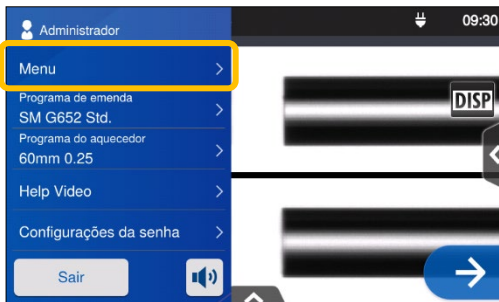 Administrador
09:30
Menu
Programa de emenda
SM G652 Std.
DISP
Programa do aquecedor
60mm 0.25
Help Video
Configurações da senha
Sair